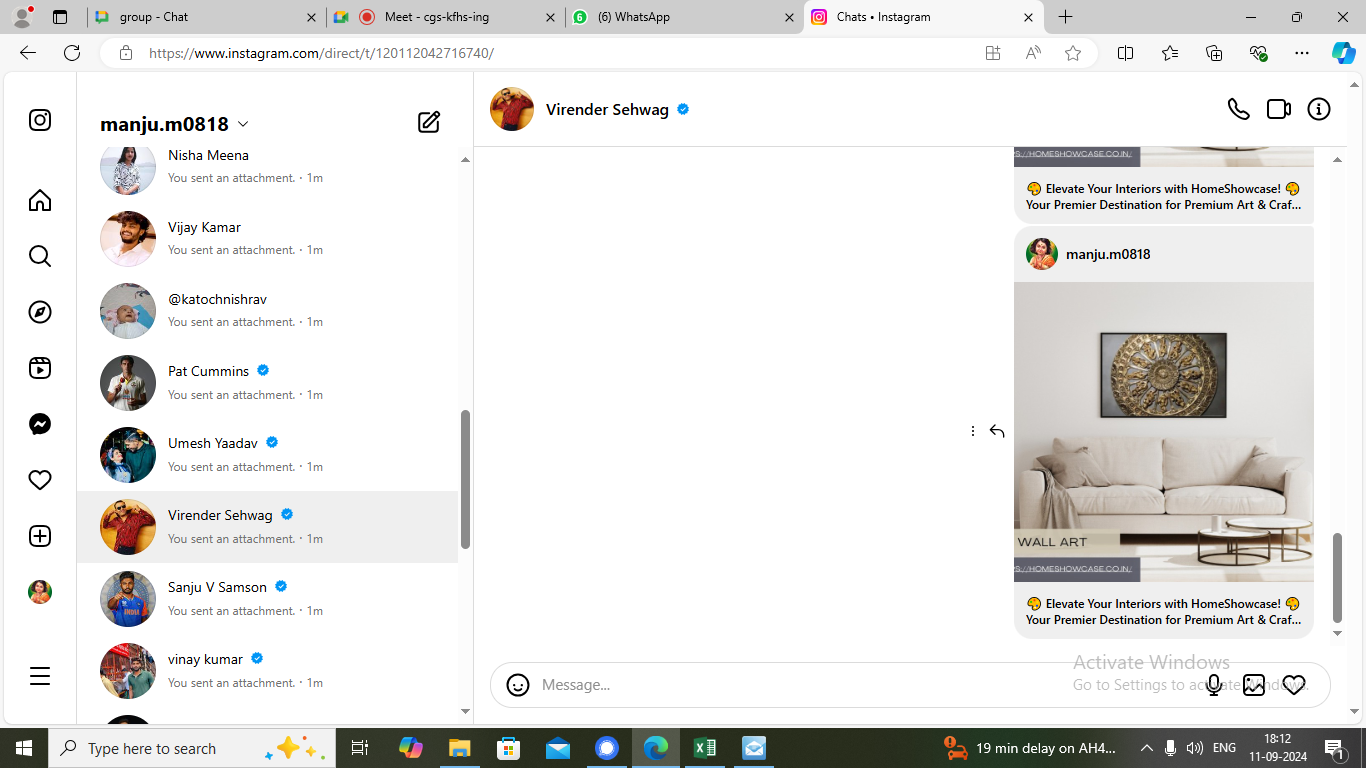 group - Chat
Meet - cgs-kfhs-ing
(6) WhatsApp
Chats • Instagram
https://www.instagram.com/direct/t/120112042716740/
manju.m0818
Nisha Meena
You sent an attachment. · 1m
Vijay Kamar
You sent an attachment. · 1m
@katochnishrav
You sent an attachment. · 1m
Pat Cummins
You sent an attachment. · 1m
Umesh Yaadav
You sent an attachment. · 1m
Virender Sehwag
You sent an attachment. · 1m
Sanju V Samson
You sent an attachment. · 1m
vinay kumar
You sent an attachment. · 1m
Virender Sehwag
PS://HOMESHOWCASE.CO.IN/
🎨 Elevate Your Interiors with HomeShowcase! 🎨
Your Premier Destination for Premium Art & Craf...
manju.m0818
WALL ART
PS://HOMESHOWCASE.CO.IN/
🎨 Elevate Your Interiors with HomeShowcase! 🎨
Your Premier Destination for Premium Art & Craf...
Message...
Activate Windows
Go to Settings to activate Windows.
Type here to search
19 min delay on AH4...
ENG
18:12
11-09-2024
1